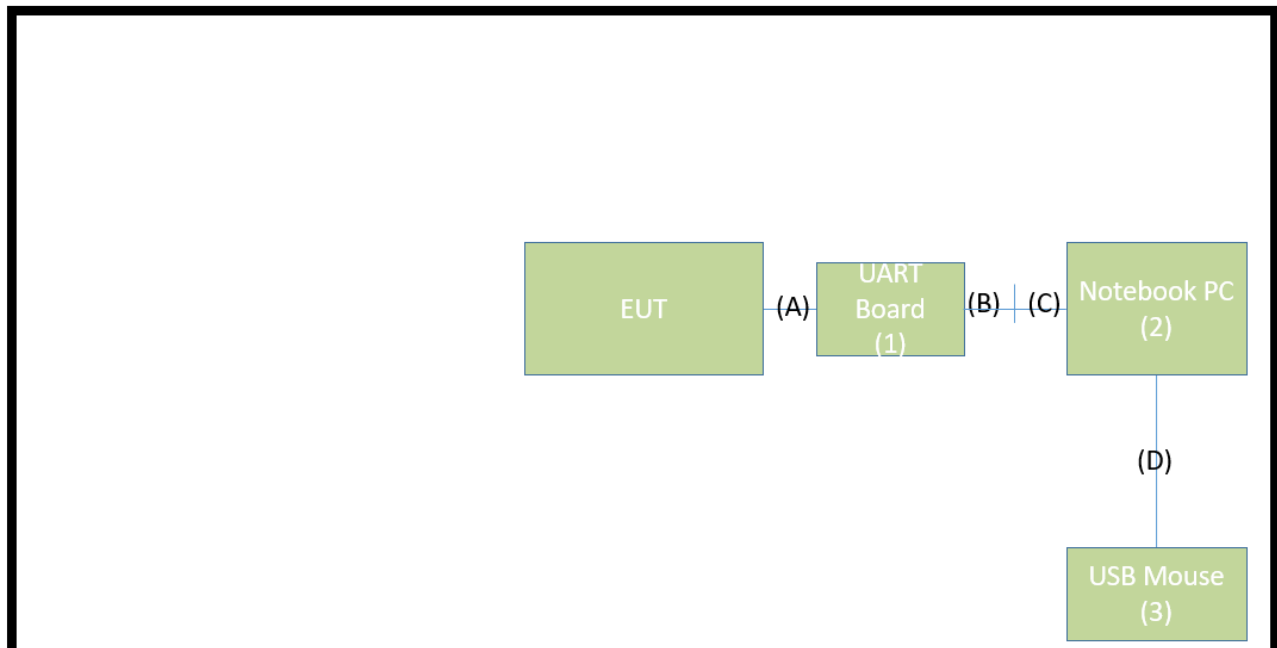 EUT
(A)
UART
Board
(1)
(B)
(C)
Notebook PC
(2)
(D)
USB Mouse
(3)